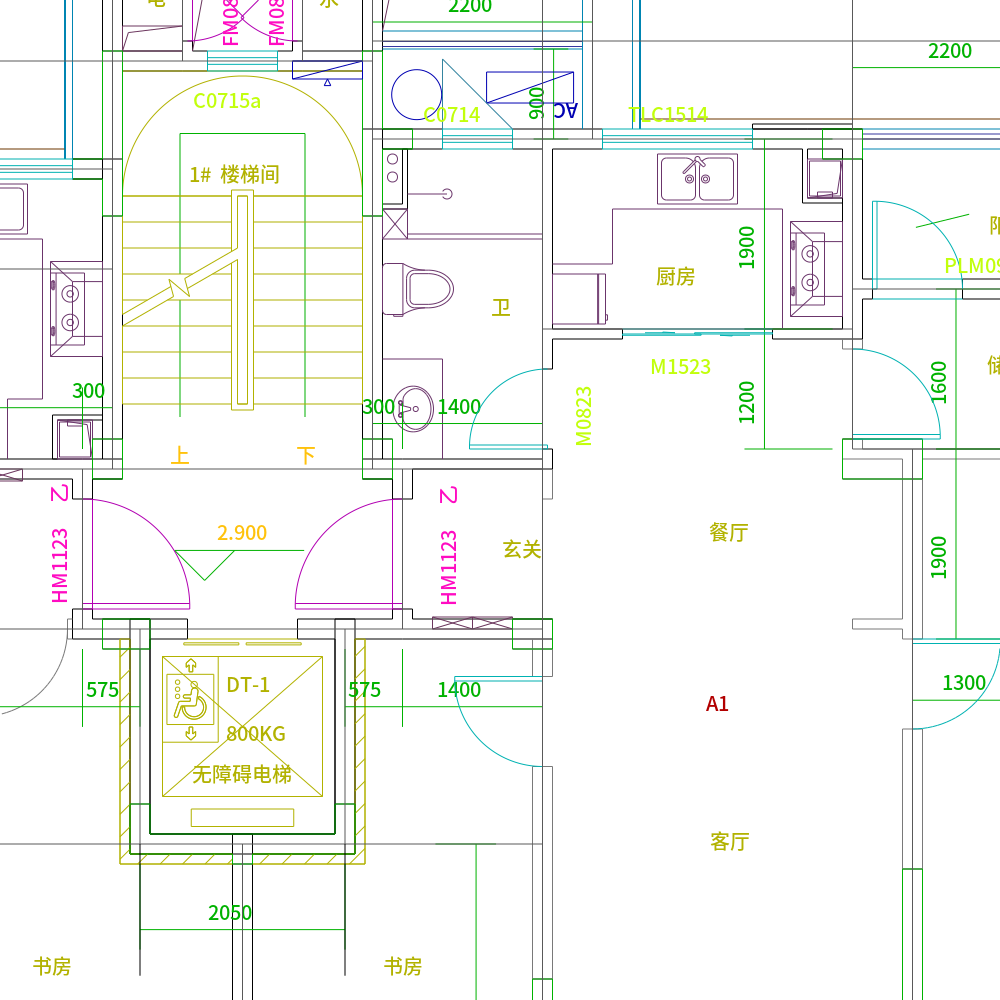 2200
C0715a
C0714
900
AC
TLC1514
2200
1# 楼梯间
厨房
1900
PLM09
卫
M1523
M0823
1200
1600
300
300
1400
上
下
乙
HM1123
2.900
乙
HM1123
玄关
餐厅
1900
575
DT-1
575
1400
A1
1300
800KG
无障碍电梯
客厅
2050
书房
书房